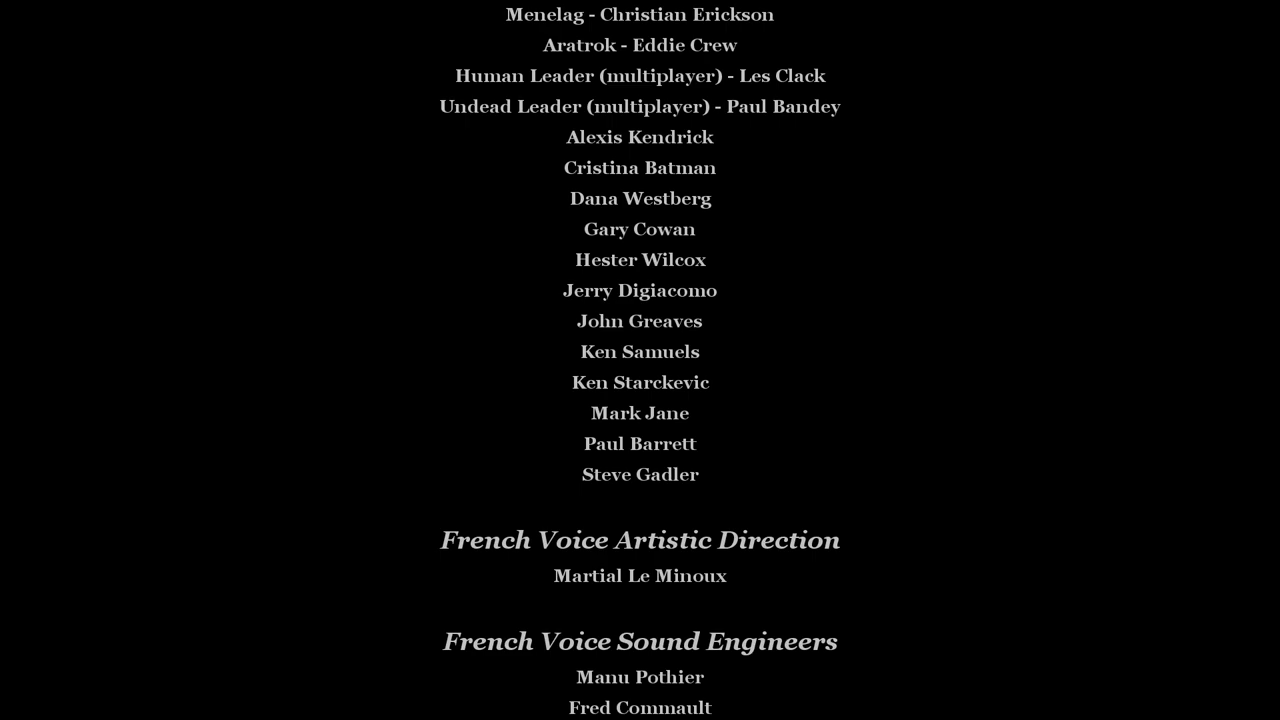 Menelag - Christian Erickson
Aratrok - Eddie Crew
Human Leader (multiplayer) - Les Clack
Undead Leader (multiplayer) - Paul Bandey
Alexis Kendrick
Cristina Batman
Dana Westberg
Gary Cowan
Hester Wilcox
Jerry Digiacomo
John Greaves
Ken Samuels
Ken Starckevic
Mark Jane
Paul Barrett
Steve Gadler
French Voice Artistic Direction
Martial Le Minoux
French Voice Sound Engineers
Manu Pothier
Fred Commault